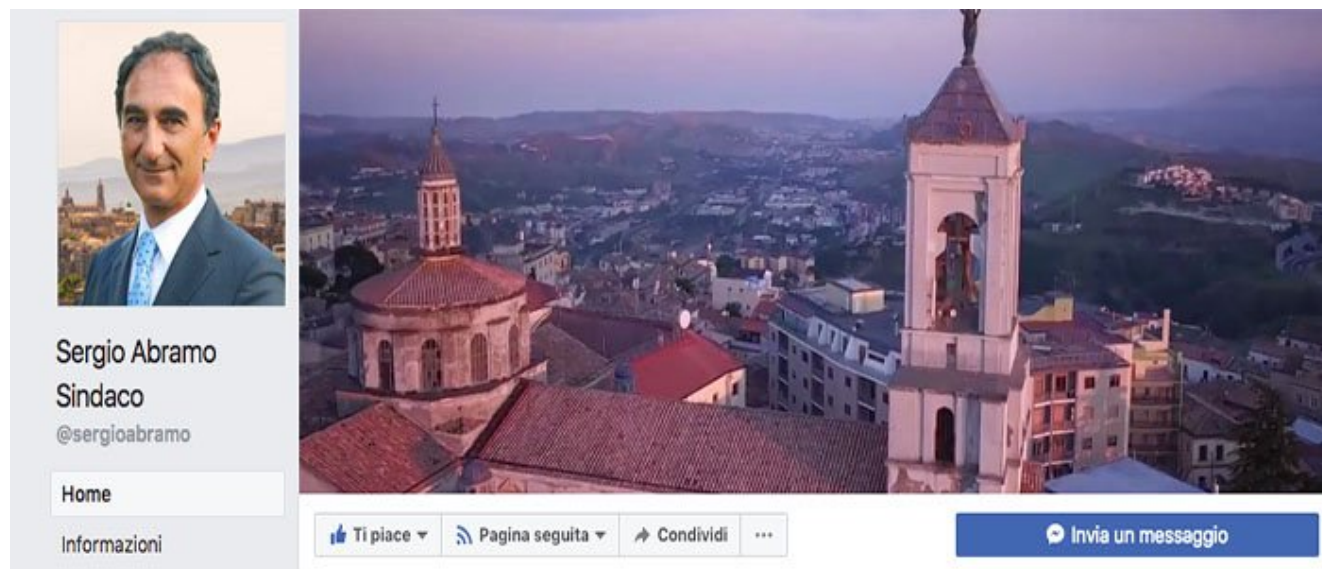 Sergio Abramo
Sindaco
@sergioabramo
Home
Informazioni
Ti piace
Pagina seguita
Condividi
...
Invia un messaggio